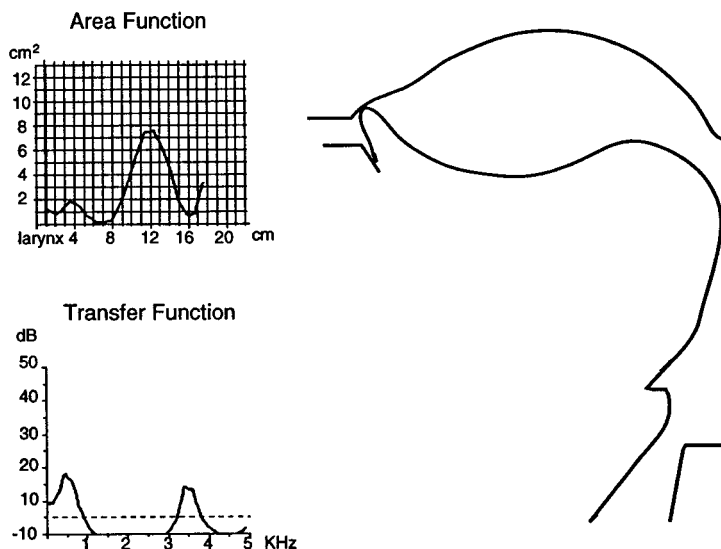 Area Function
cm²
12
10
8
6
4
2
larynx 4 8 12 16 20 cm
Transfer Function
dB
50
40
30
20
10
-10
1 2 3 4 5 KHz